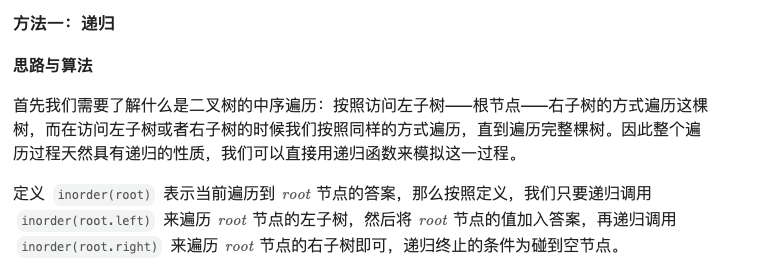 方法一：递归
思路与算法
首先我们需要了解什么是二叉树的中序遍历：按照访问左子树——根节点——右子树的方式遍历这棵
树，而在访问左子树或者右子树的时候我们按照同样的方式遍历，直到遍历完整棵树。因此整个遍
历过程天然具有递归的性质，我们可以直接用递归函数来模拟这一过程。
定义 inorder(root) 表示当前遍历到 root 节点的答案，那么按照定义，我们只要递归调用
inorder(root.left) 来遍历 root 节点的左子树，然后将 root 节点的值加入答案，再递归调用
inorder(root.right) 来遍历 root 节点的右子树即可，递归终止的条件为碰到空节点。